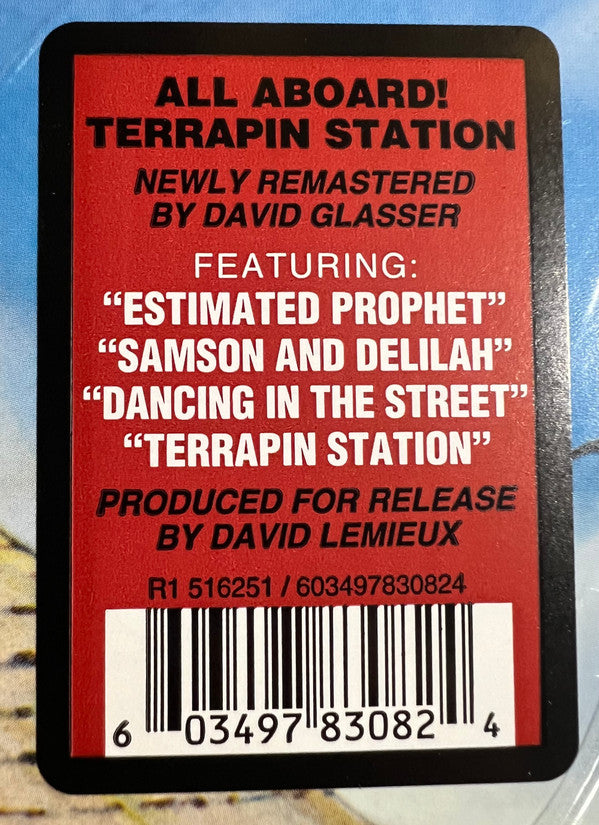 ALL ABOARD!
TERRAPIN STATION
NEWLY REMASTERED
BY DAVID GLASSER
FEATURING:
“ESTIMATED PROPHET”
“SAMSON AND DELILAH”
“DANCING IN THE STREET”
“TERRAPIN STATION”
PRODUCED FOR RELEASE
BY DAVID LEMIEUX
R1 516251 / 603497830824
6 03497 83082 4